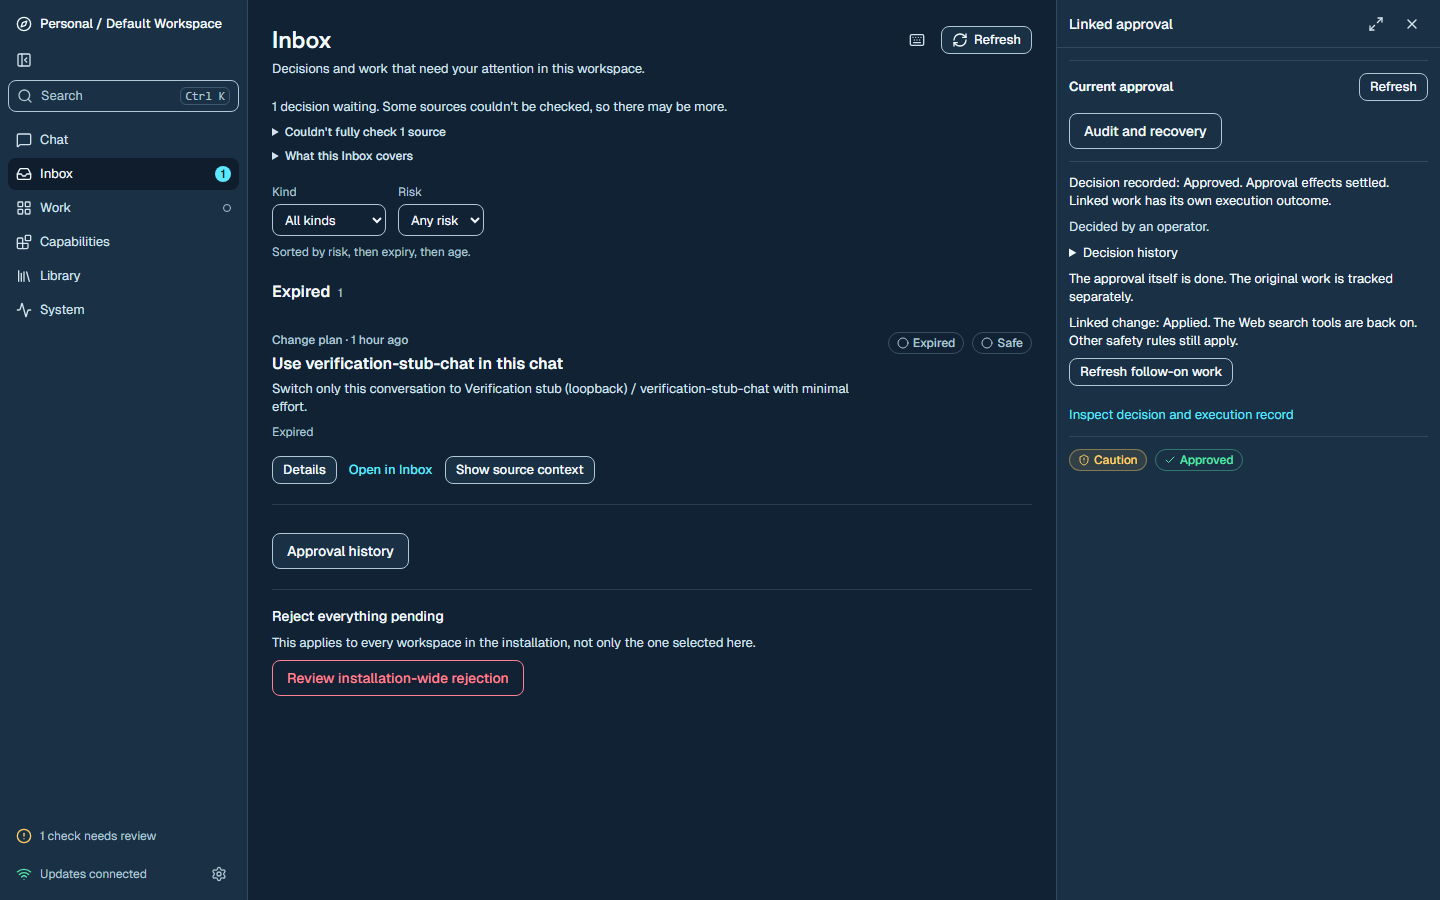 Personal / Default Workspace
Search
Ctrl K
Chat
Inbox
1
Work
Capabilities
Library
System
1 check needs review
Updates connected
Inbox
Refresh
Decisions and work that need your attention in this workspace.
1 decision waiting. Some sources couldn't be checked, so there may be more.
Couldn't fully check 1 source
What this Inbox covers
Kind
Risk
All kinds
Any risk
Sorted by risk, then expiry, then age.
Expired 1
Change plan · 1 hour ago
Expired
Safe
Use verification-stub-chat in this chat
Switch only this conversation to Verification stub (loopback) / verification-stub-chat with minimal
effort.
Expired
Details
Open in Inbox
Show source context
Approval history
Reject everything pending
This applies to every workspace in the installation, not only the one selected here.
Review installation-wide rejection
Linked approval
Current approval
Refresh
Audit and recovery
Decision recorded: Approved. Approval effects settled.
Linked work has its own execution outcome.
Decided by an operator.
Decision history
The approval itself is done. The original work is tracked
separately.
Linked change: Applied. The Web search tools are back on.
Other safety rules still apply.
Refresh follow-on work
Inspect decision and execution record
Caution
Approved